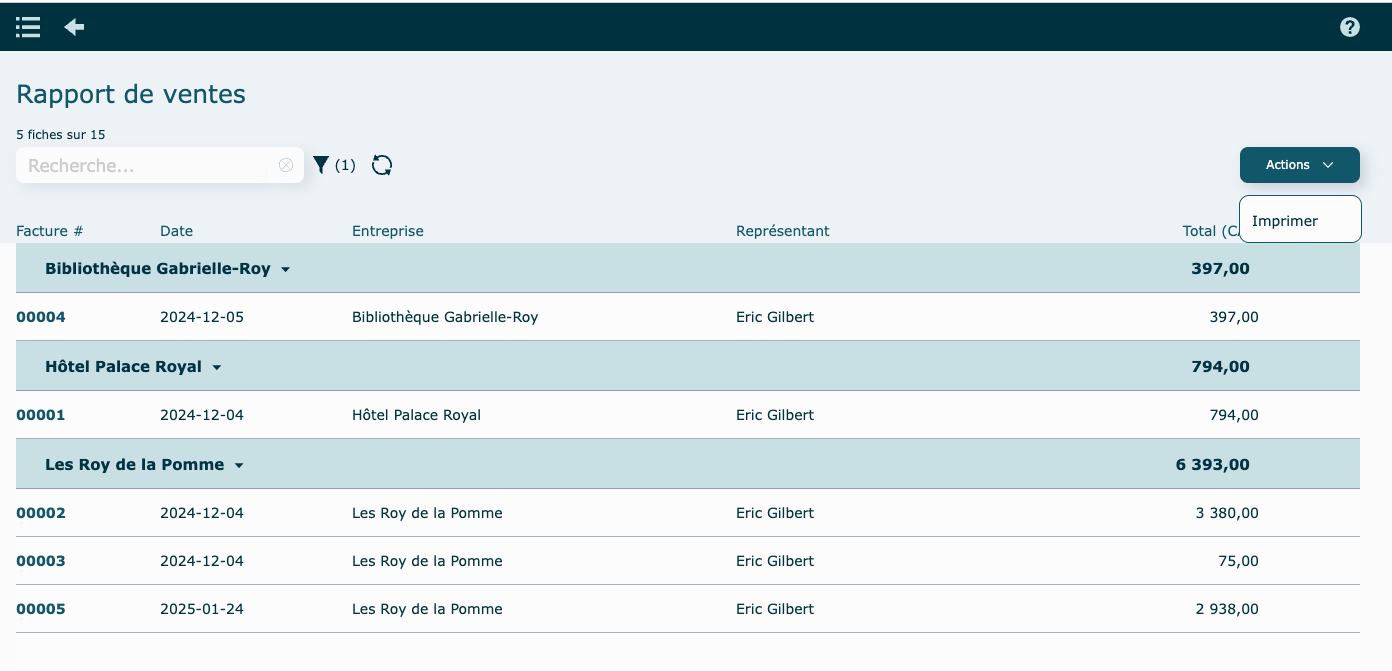 Rapport de ventes
5 fiches sur 15
Recherche... (1) Actions
Imprimer
Facture # Date Entreprise Représentant Total (C
Bibliothèque Gabrielle-Roy 397,00
00004 2024-12-05 Bibliothèque Gabrielle-Roy Eric Gilbert 397,00
Hôtel Palace Royal 794,00
00001 2024-12-04 Hôtel Palace Royal Eric Gilbert 794,00
Les Roy de la Pomme 6 393,00
00002 2024-12-04 Les Roy de la Pomme Eric Gilbert 3 380,00
00003 2024-12-04 Les Roy de la Pomme Eric Gilbert 75,00
00005 2025-01-24 Les Roy de la Pomme Eric Gilbert 2 938,00